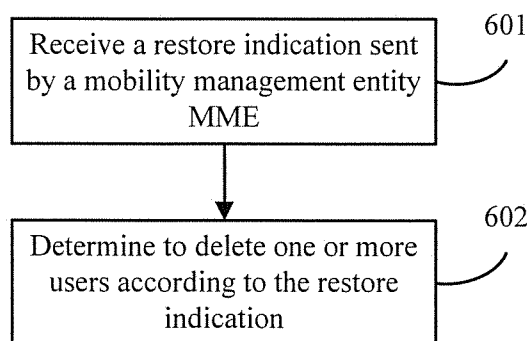 601
Receive a restore indication sent
by a mobility management entity
MME
602
Determine to delete one or more
users according to the restore
indication